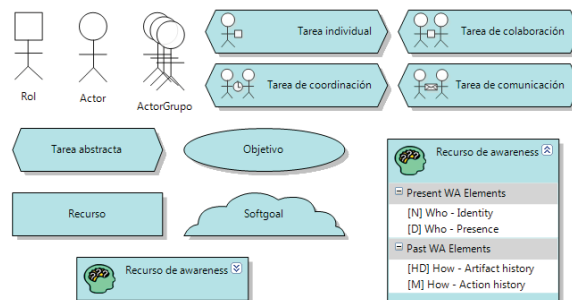 Rol
Actor
ActorGrupo
Tarea individual
Tarea de colaboración
Tarea de coordinación
Tarea de comunicación
Tarea abstracta
Objetivo
Recurso
Softgoal
Recurso de awareness
Recurso de awareness
Present WA Elements
[N] Who - Identity
[D] Who - Presence
Past WA Elements
[HD] How - Artifact history
[M] How - Action history